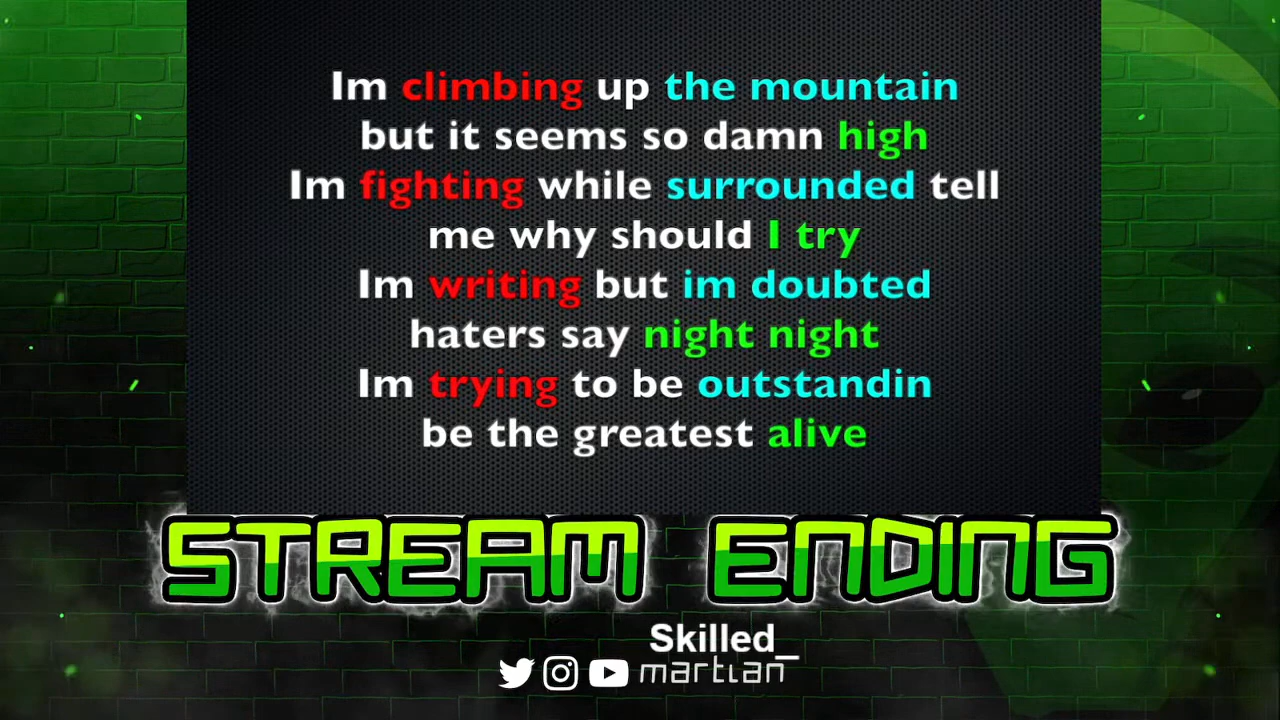 Im climbing up the mountain
but it seems so damn high
Im fighting while surrounded tell
me why should I try
Im writing but im doubted
haters say night night
Im trying to be outstandin
be the greatest alive
STREAM ENDING
Skilled_
martian